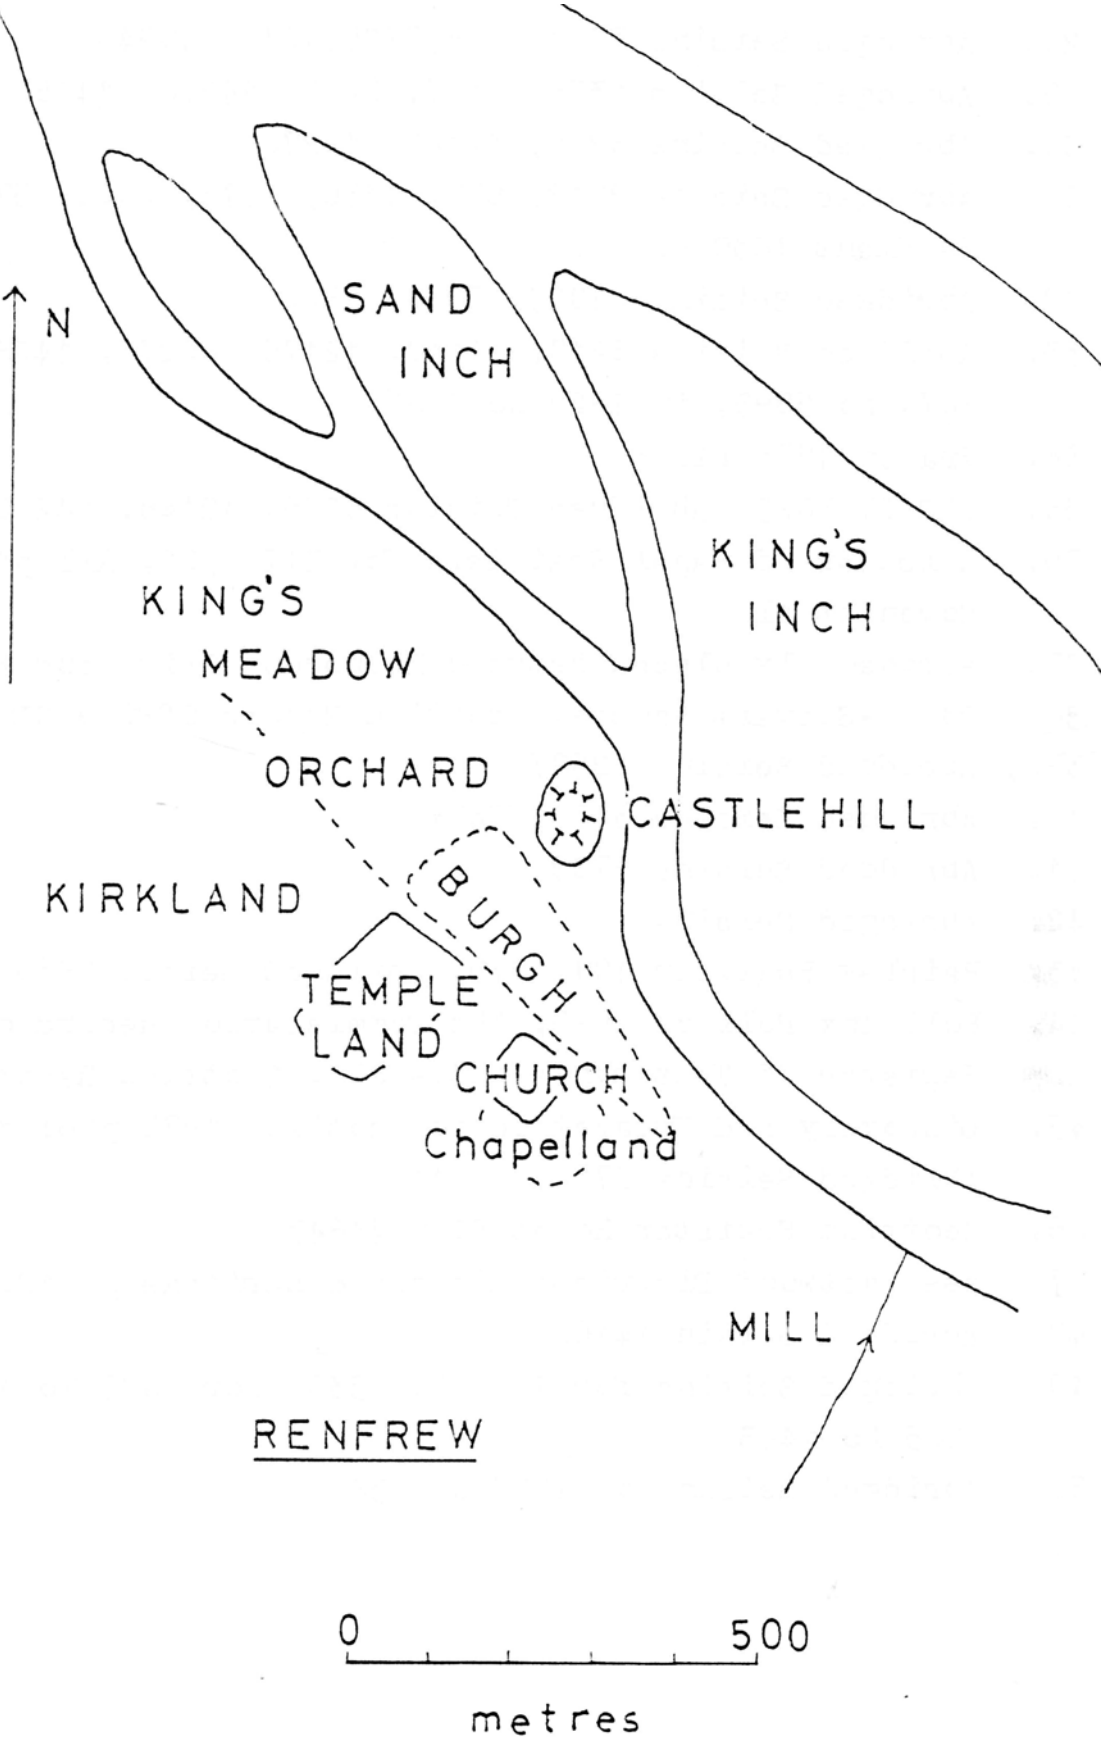 SAND
INCH
N
KING'S
INCH
KING'S
MEADOW
ORCHARD
CASTLEHILL
KIRKLAND
BURGH
TEMPLE
LAND
CHURCH
Chapelland
MILL
RENFREW
0 500
metres